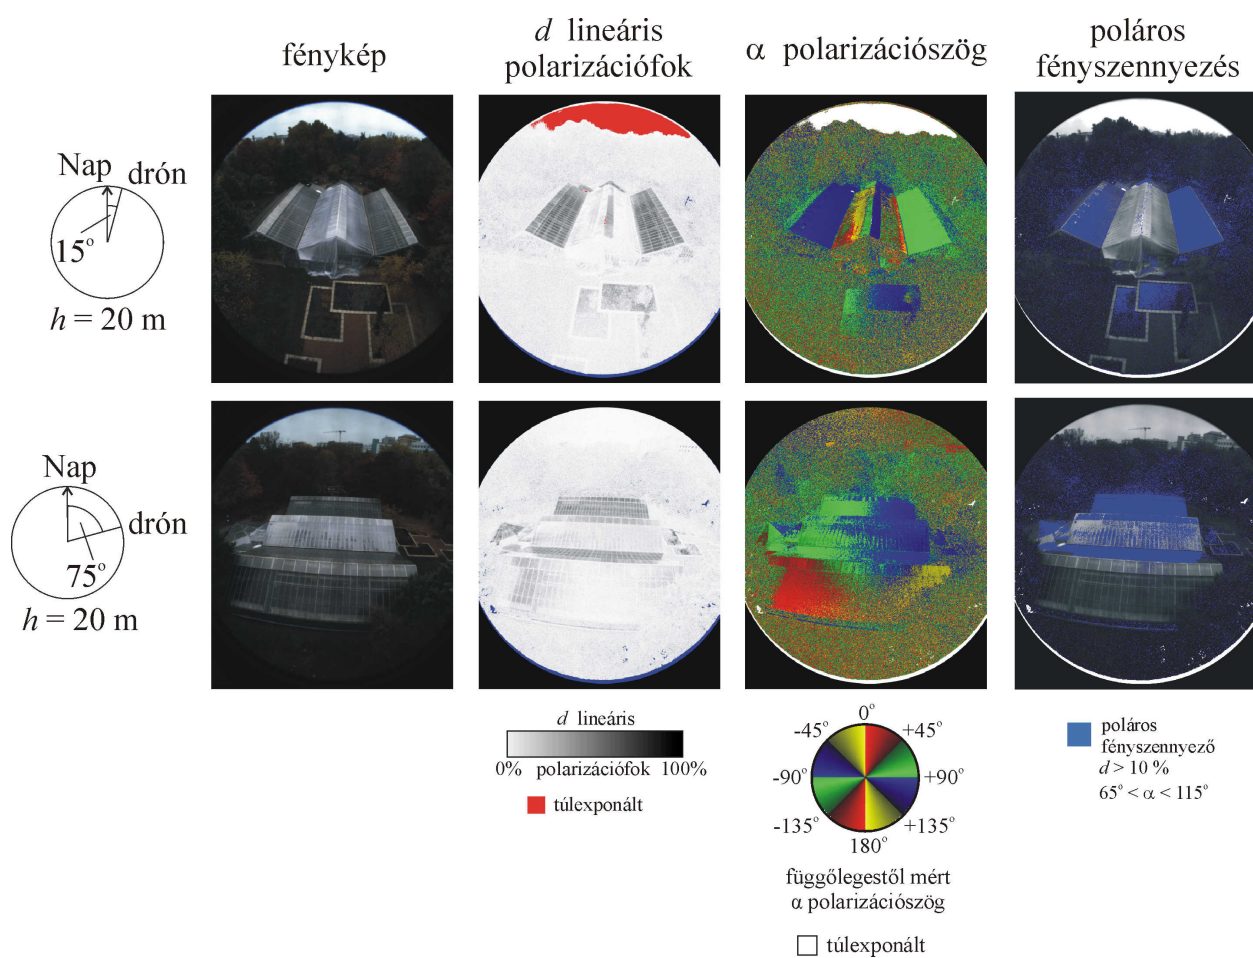 fénykép
d lineáris
polarizációfok
α polarizációszög
poláros
fényszennyezés
Nap
drón
15°
h = 20 m
Nap
drón
75°
h = 20 m
d lineáris
0% polarizációfok 100%
túlexponált
0°
-45° +45°
-90° +90°
-135° +135°
180°
függőlegestől mért
α polarizációszög
túlexponált
poláros
fényszennyező
d > 10 %
65° < α < 115°